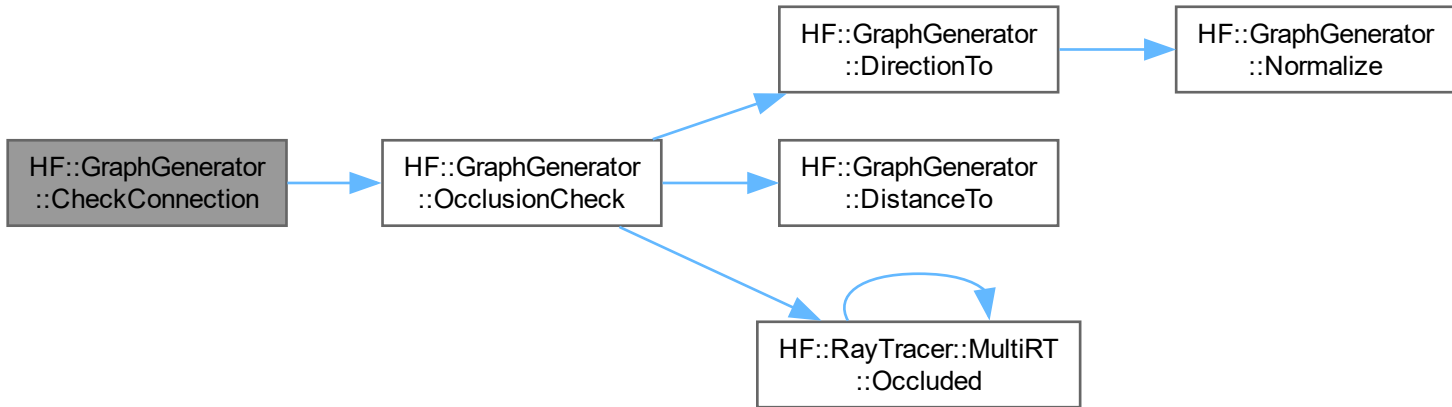 HF::GraphGenerator
::CheckConnection
HF::GraphGenerator
::OcclusionCheck
HF::GraphGenerator
::DirectionTo
HF::GraphGenerator
::Normalize
HF::GraphGenerator
::DistanceTo
HF::RayTracer::MultiRT
::Occluded